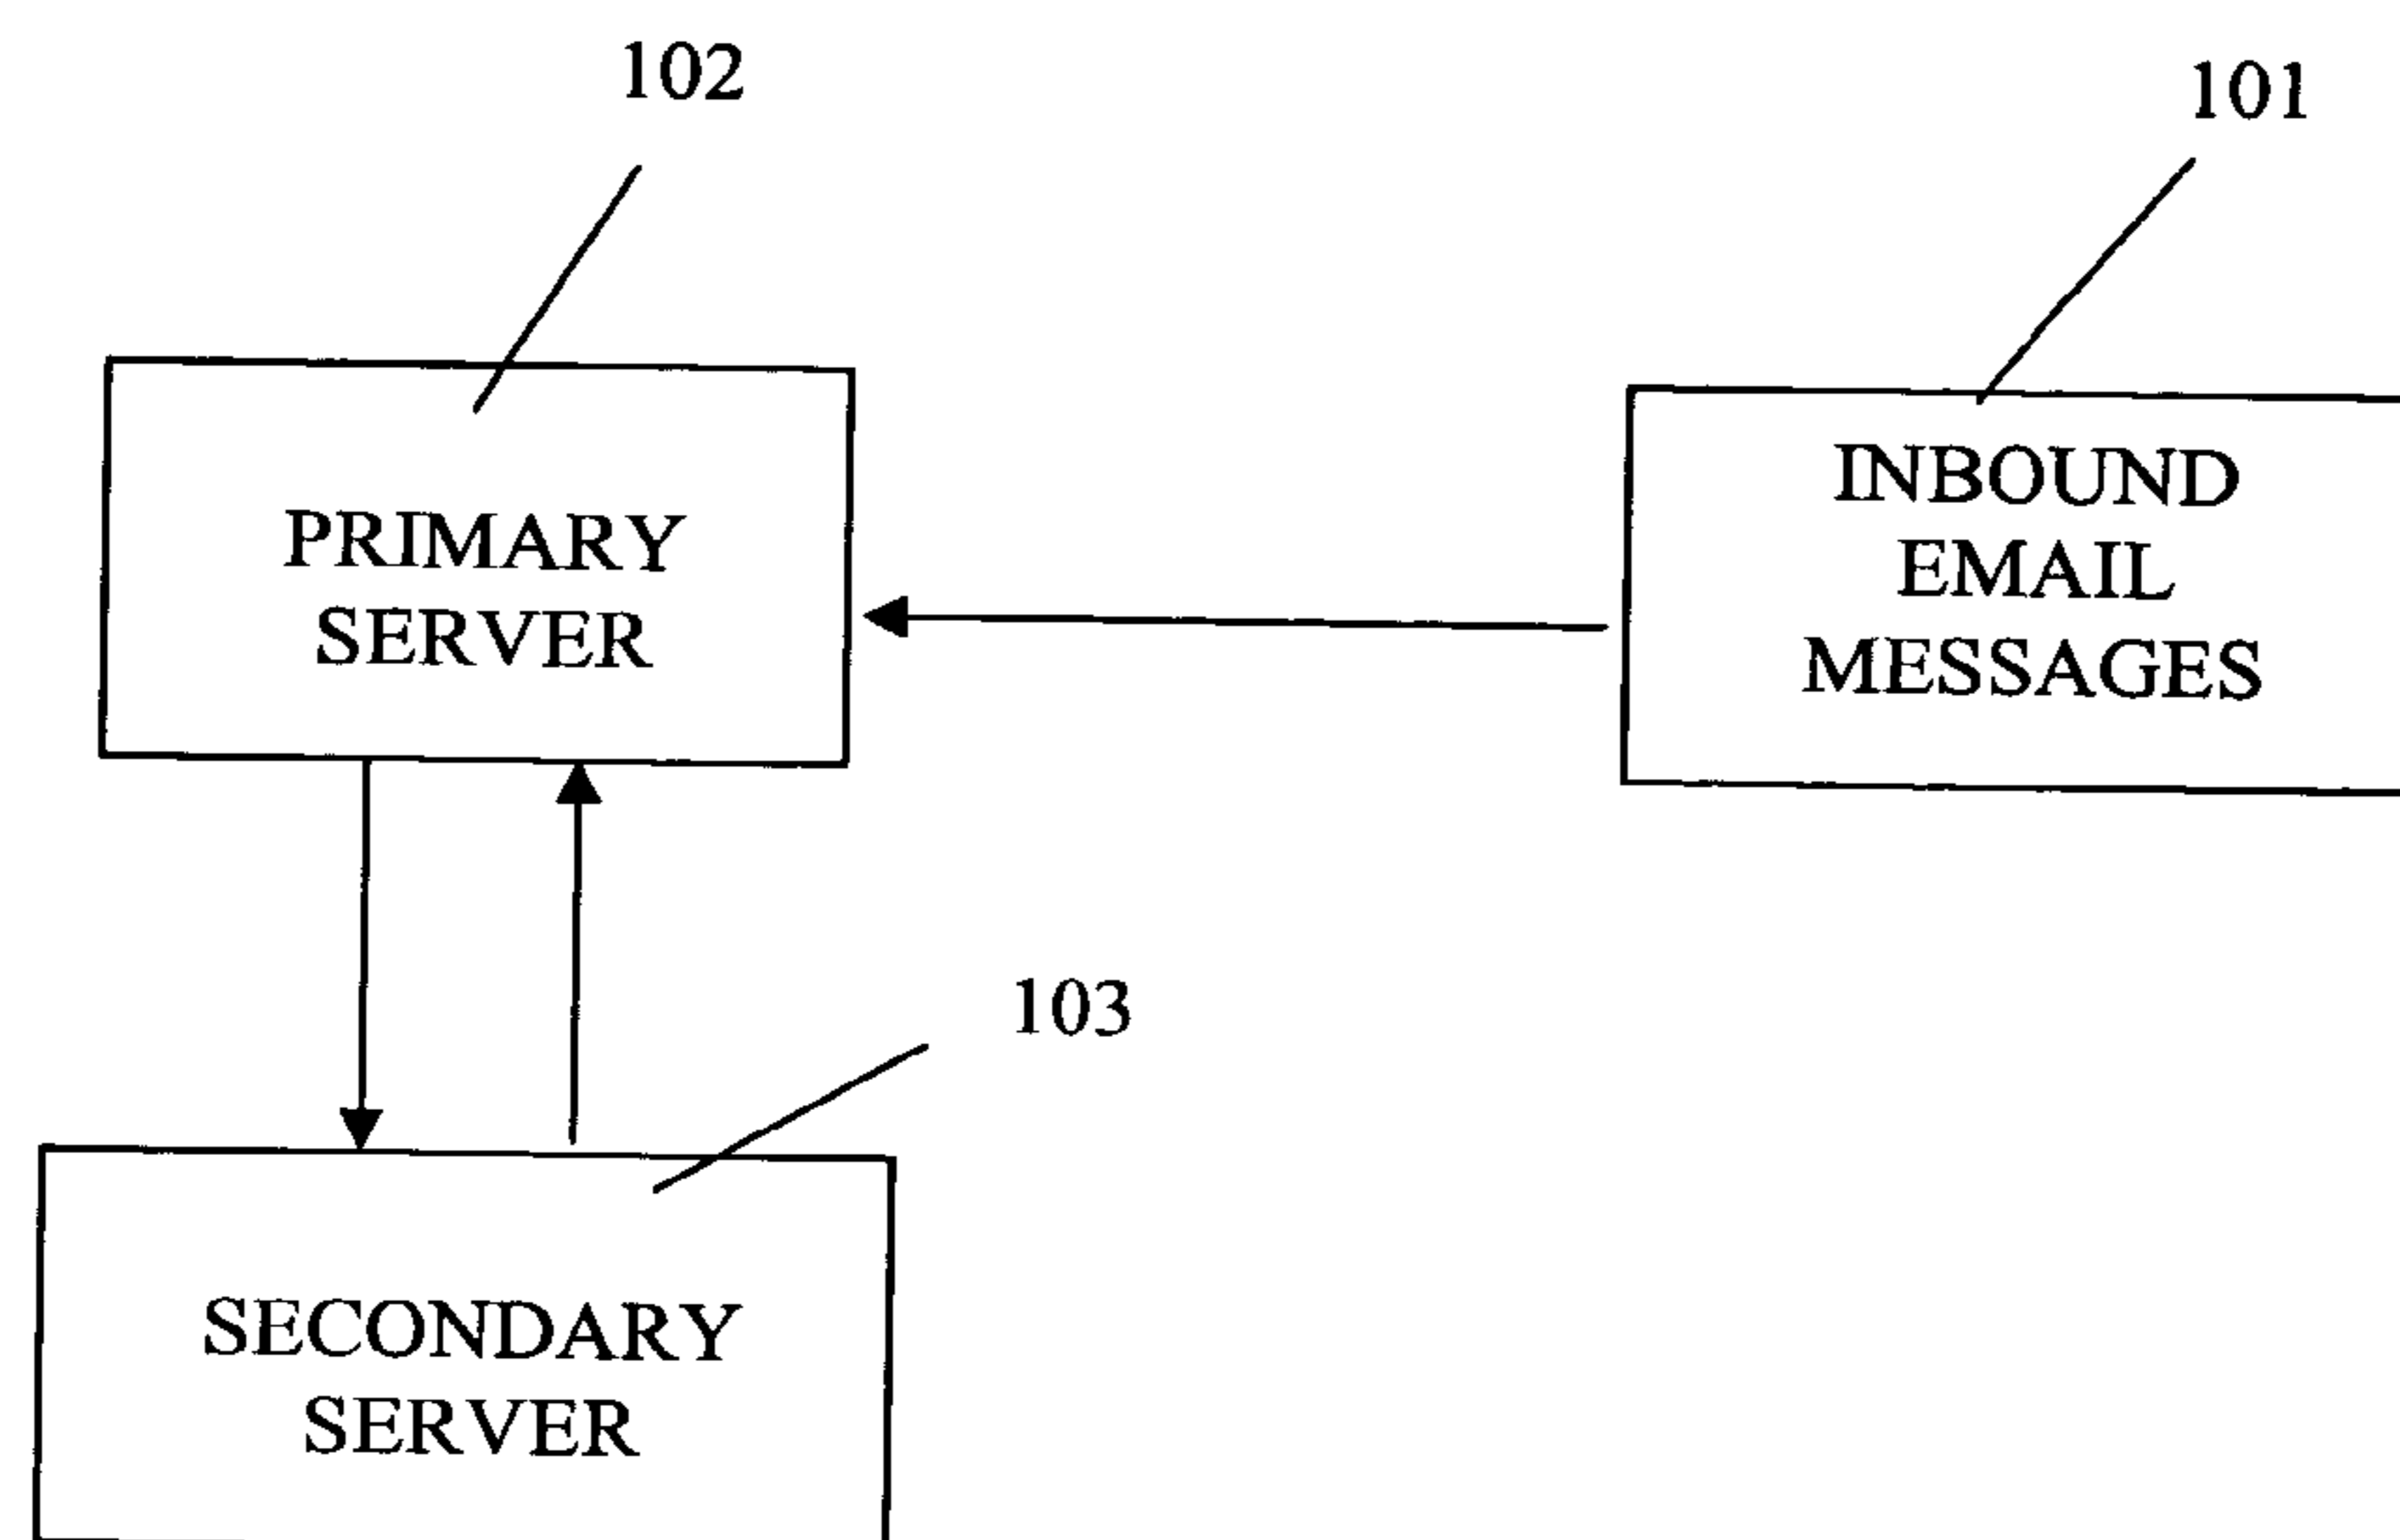 102
101
PRIMARY
SERVER
INBOUND
EMAIL
MESSAGES
103
SECONDARY
SERVER